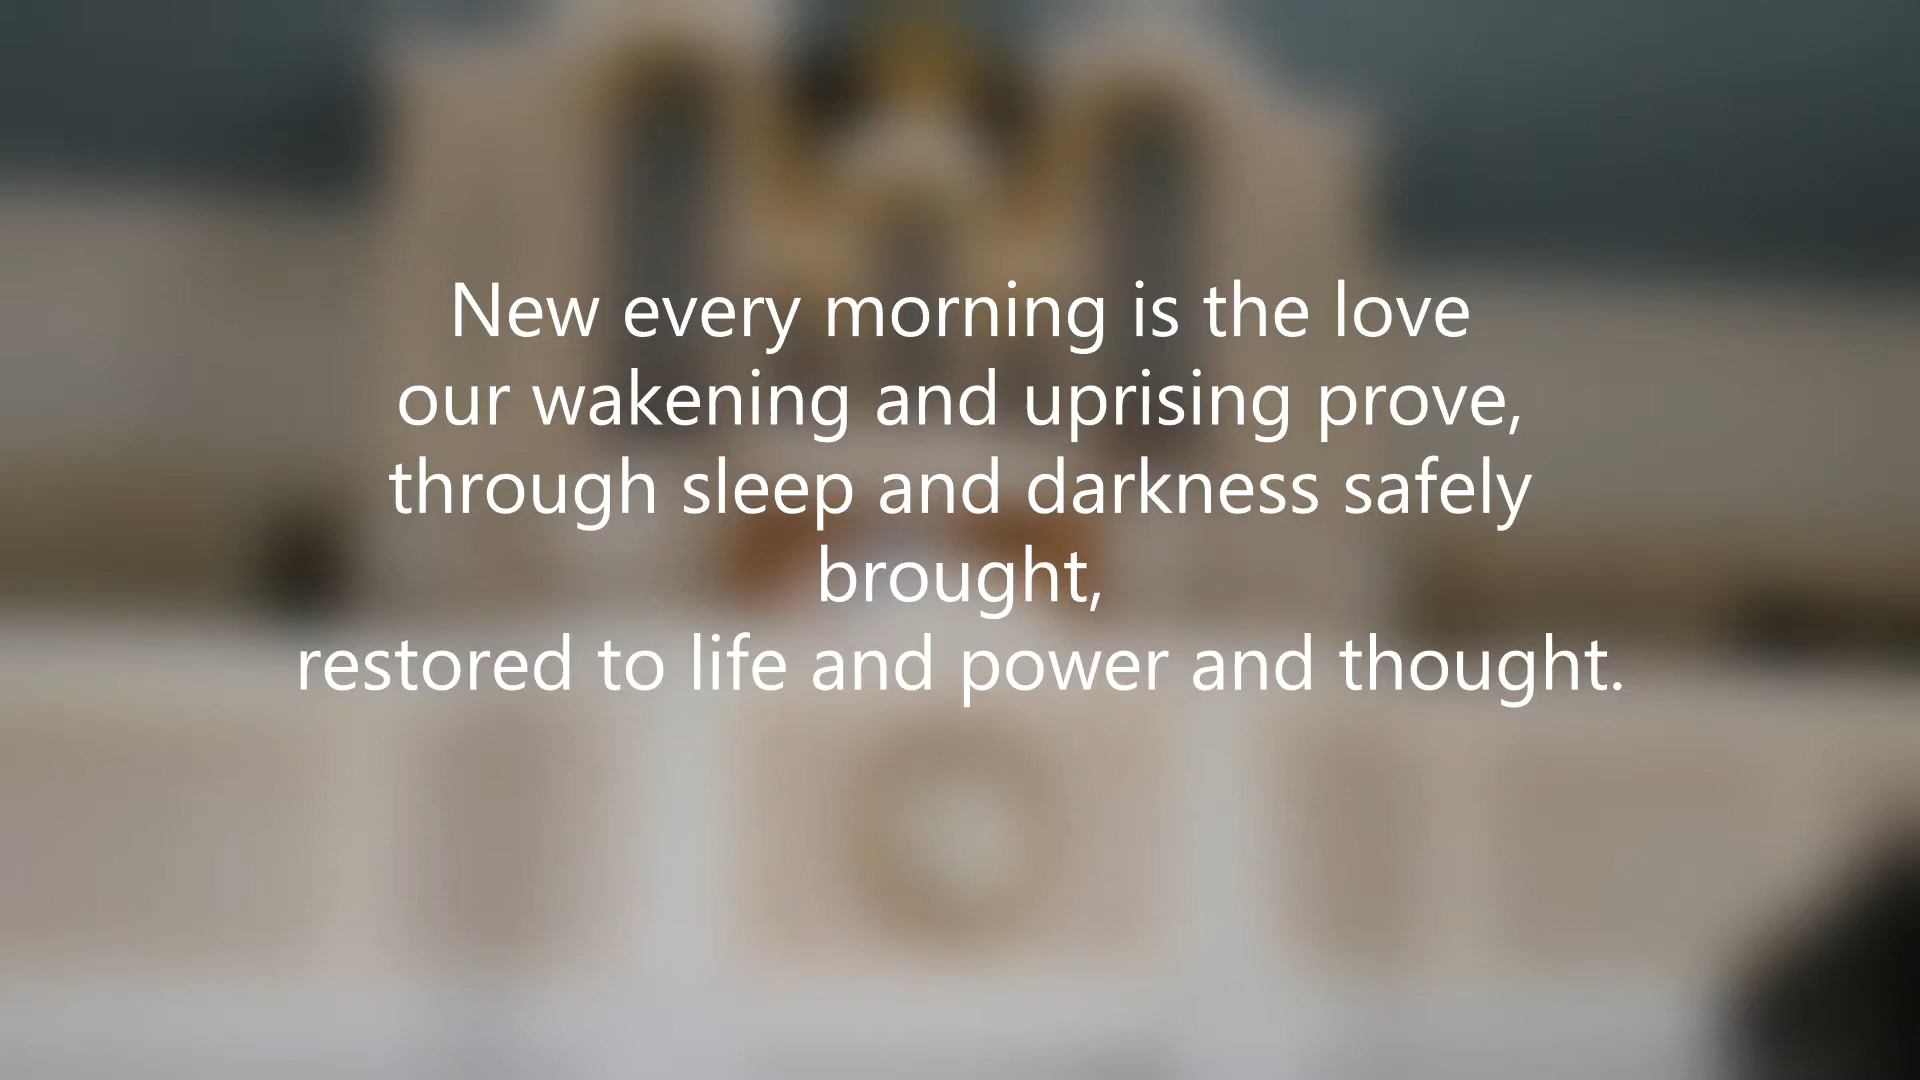 New every morning is the love
our wakening and uprising prove,
through sleep and darkness safely
brought,
restored to life and power and thought.